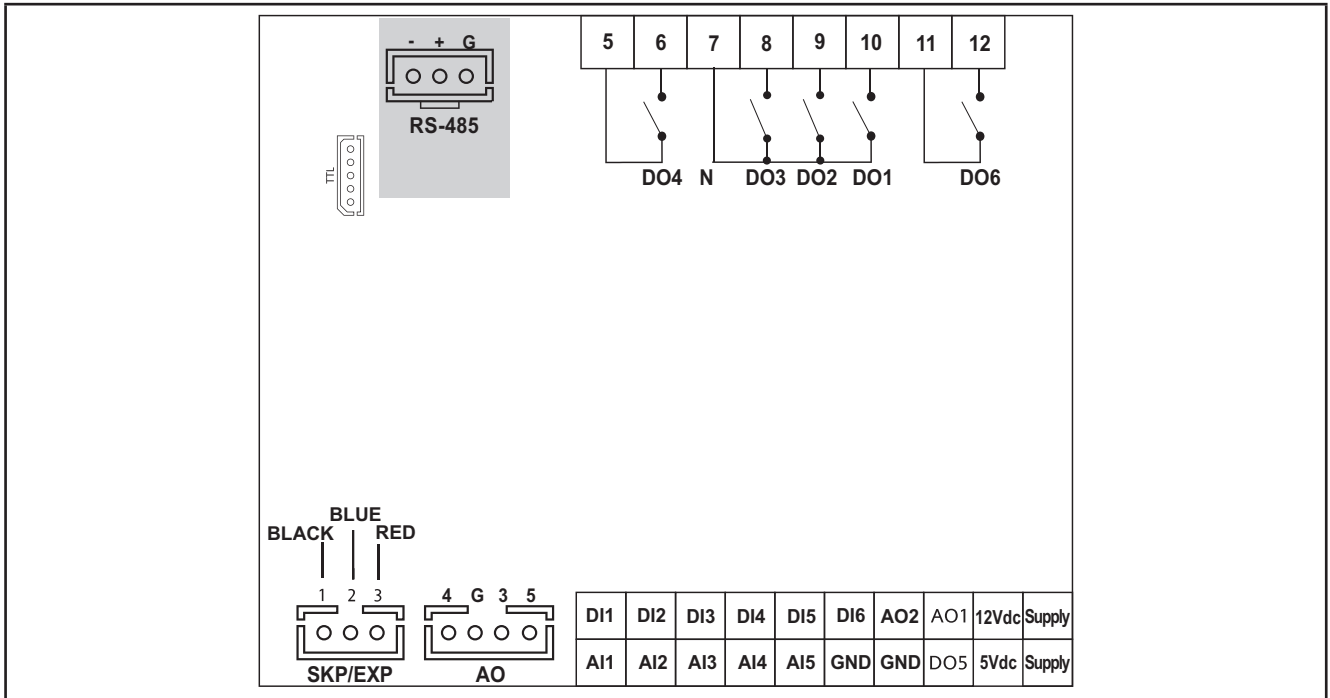 - + G
RS-485
TTL
5 6 7 8 9 10 11 12
DO4 N DO3 DO2 DO1 DO6
BLUE
BLACK RED
1 2 3
SKP/EXP
4 G 3 5
AO
DI1 DI2 DI3 DI4 DI5 DI6 AO2 AO1 12Vdc Supply
AI1 AI2 AI3 AI4 AI5 GND GND DO5 5Vdc Supply